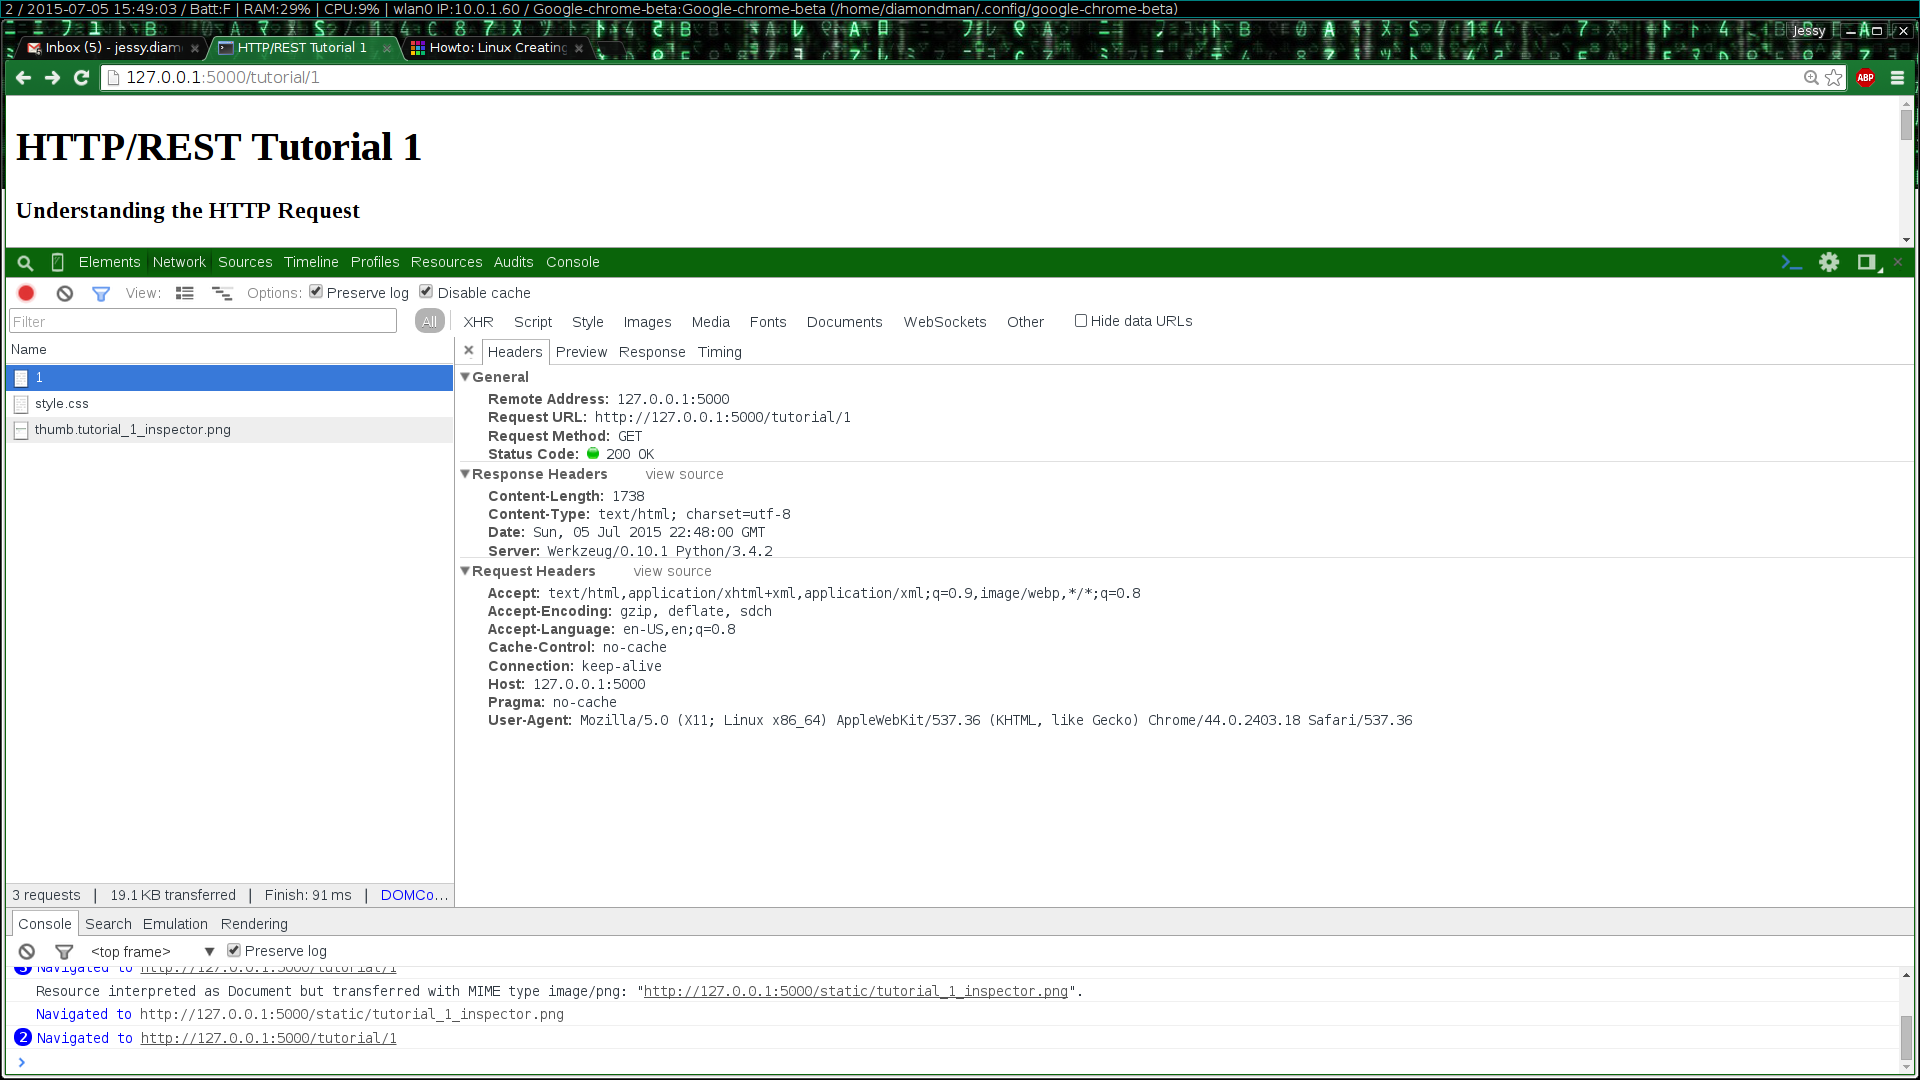 2 / 2015-07-05 15:49:03 / Batt:F | RAM:29% | CPU:9% | wlan0 IP:10.0.1.60 / Google-chrome-beta:Google-chrome-beta (/home/diamondman/.config/google-chrome-beta)
Inbox (5) - jessy.diam HTTP/REST Tutorial 1 Howto: Linux Creating Jessy
127.0.0.1:5000/tutorial/1 ABP
HTTP/REST Tutorial 1
Understanding the HTTP Request
Elements Network Sources Timeline Profiles Resources Audits Console
View: Options: Preserve log Disable cache
Filter All XHR Script Style Images Media Fonts Documents WebSockets Other Hide data URLs
Name
1
style.css
thumb.tutorial_1_inspector.png
Headers Preview Response Timing
General
Remote Address: 127.0.0.1:5000
Request URL: http://127.0.0.1:5000/tutorial/1
Request Method: GET
Status Code: 200 OK
Response Headers view source
Content-Length: 1738
Content-Type: text/html; charset=utf-8
Date: Sun, 05 Jul 2015 22:48:00 GMT
Server: Werkzeug/0.10.1 Python/3.4.2
Request Headers view source
Accept: text/html,application/xhtml+xml,application/xml;q=0.9,image/webp,*/*;q=0.8
Accept-Encoding: gzip, deflate, sdch
Accept-Language: en-US,en;q=0.8
Cache-Control: no-cache
Connection: keep-alive
Host: 127.0.0.1:5000
Pragma: no-cache
User-Agent: Mozilla/5.0 (X11; Linux x86_64) AppleWebKit/537.36 (KHTML, like Gecko) Chrome/44.0.2403.18 Safari/537.36
3 requests | 19.1 KB transferred | Finish: 91 ms | DOMCo...
Console Search Emulation Rendering
<top frame> Preserve log
3 Navigated to http://127.0.0.1:5000/tutorial/1
Resource interpreted as Document but transferred with MIME type image/png: "http://127.0.0.1:5000/static/tutorial_1_inspector.png".
Navigated to http://127.0.0.1:5000/static/tutorial_1_inspector.png
2 Navigated to http://127.0.0.1:5000/tutorial/1